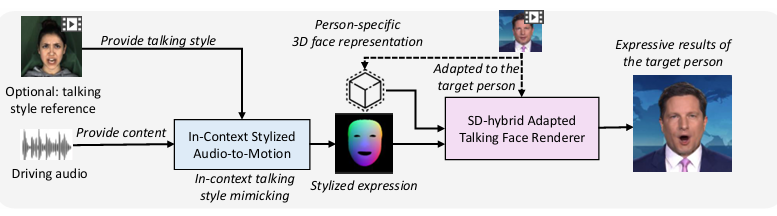 Provide talking style
Optional: talking
style reference
Provide content
Driving audio
In-Context Stylized
Audio-to-Motion
In-context talking
style mimicking
Person-specific
3D face representation
Stylized expression
Adapted to the
target person
SD-hybrid Adapted
Talking Face Renderer
Expressive results of
the target person